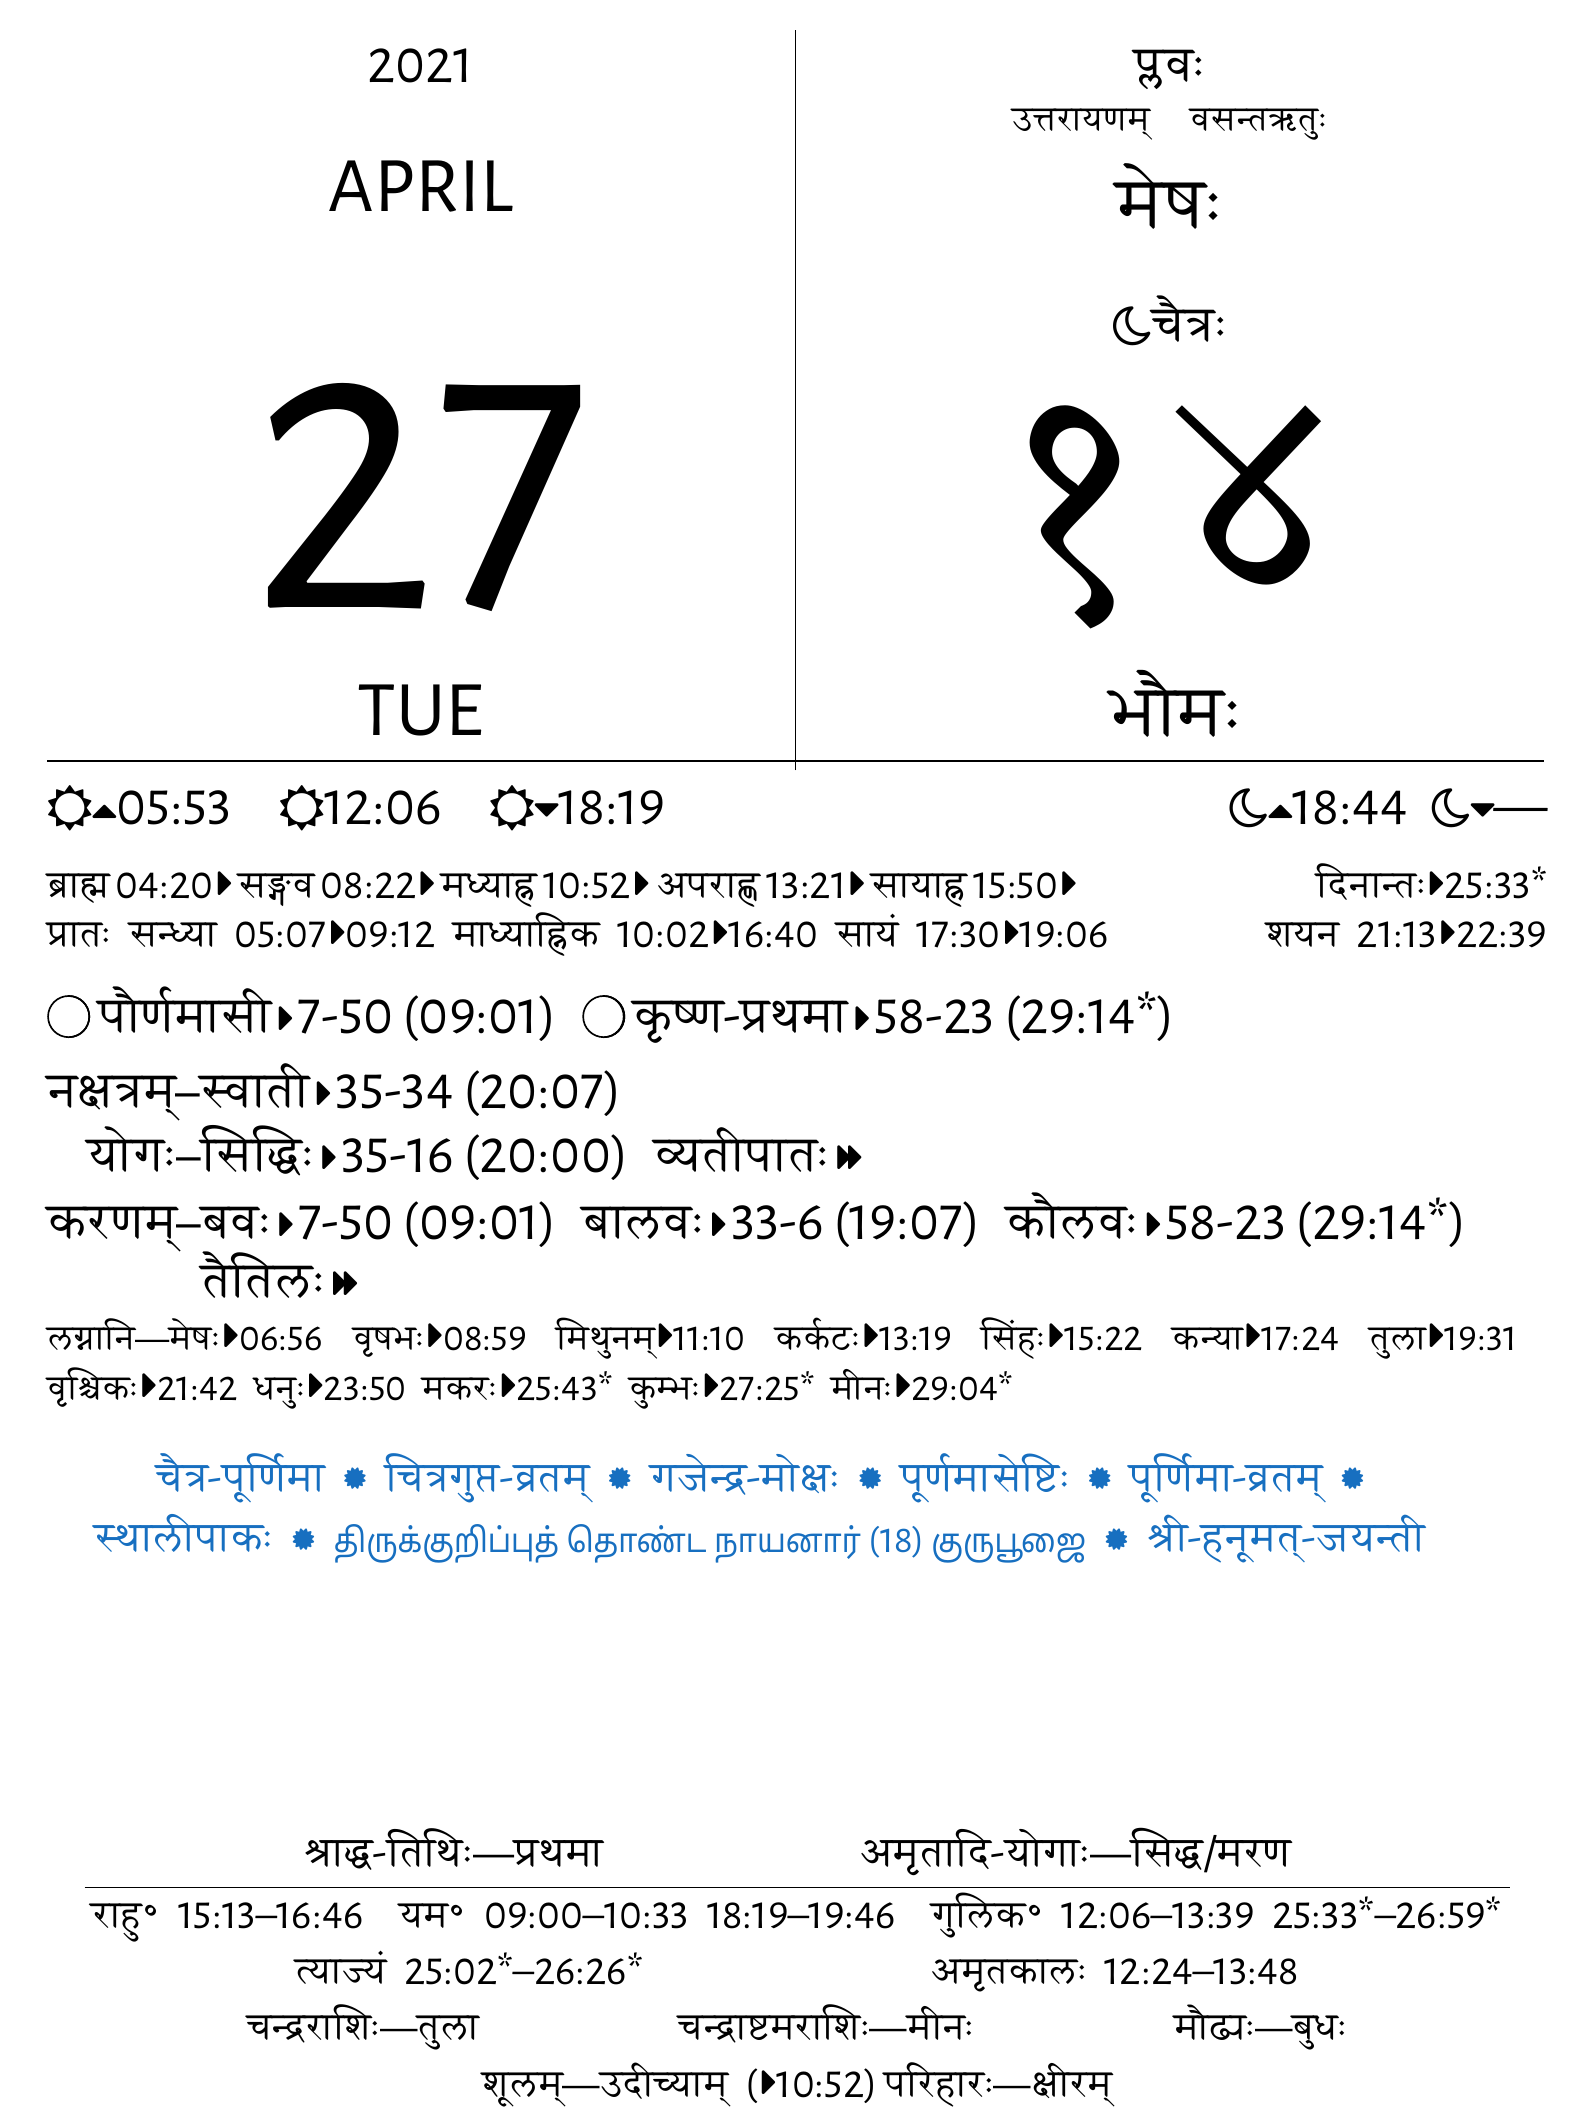 2021
APRIL
27
TUE
प्लवः
उत्तरायणम् वसन्तऋतुः
मेषः
चैत्रः
१४
भौमः
05:53 12:06 18:19 18:44 —
ब्राह्म 04:20 सङ्गव 08:22 मध्याह्न 10:52 अपराह्ण 13:21 सायाह्न 15:50 दिनान्तः 25:33*
प्रातः सन्ध्या 05:07 09:12 माध्याह्निक 10:02 16:40 सायं 17:30 19:06 शयन 21:13 22:39
पौर्णमासी 7-50 (09:01) कृष्ण-प्रथमा 58-23 (29:14*)
नक्षत्रम्–स्वाती 35-34 (20:07)
योगः–सिद्धिः 35-16 (20:00) व्यतीपातः
करणम्–बवः 7-50 (09:01) बालवः 33-6 (19:07) कौलवः 58-23 (29:14*)
तैतिलः
लग्नानि—मेषः 06:56 वृषभः 08:59 मिथुनम् 11:10 कर्कटः 13:19 सिंहः 15:22 कन्या 17:24 तुला 19:31
वृश्चिकः 21:42 धनुः 23:50 मकरः 25:43* कुम्भः 27:25* मीनः 29:04*
चैत्र-पूर्णिमा ✹ चित्रगुप्त-व्रतम् ✹ गजेन्द्र-मोक्षः ✹ पूर्णमासेष्टिः ✹ पूर्णिमा-व्रतम् ✹
स्थालीपाकः ✹ திருக்குறிப்புத் தொண்ட நாயனார் (18) குருபூஜை ✹ श्री-हनूमत्-जयन्ती
श्राद्ध-तिथिः—प्रथमा अमृतादि-योगाः—सिद्ध/मरण
राहु॰ 15:13–16:46 यम॰ 09:00–10:33 18:19–19:46 गुलिक॰ 12:06–13:39 25:33*–26:59*
त्याज्यं 25:02*–26:26* अमृतकालः 12:24–13:48
चन्द्रराशिः—तुला चन्द्राष्टमराशिः—मीनः मौढ्यः—बुधः
शूलम्—उदीच्याम् (10:52) परिहारः—क्षीरम्